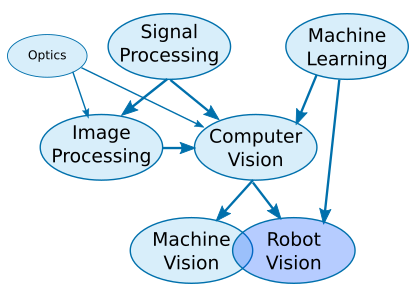 Optics
Signal
Processing
Machine
Learning
Image
Processing
Computer
Vision
Machine
Vision
Robot
Vision